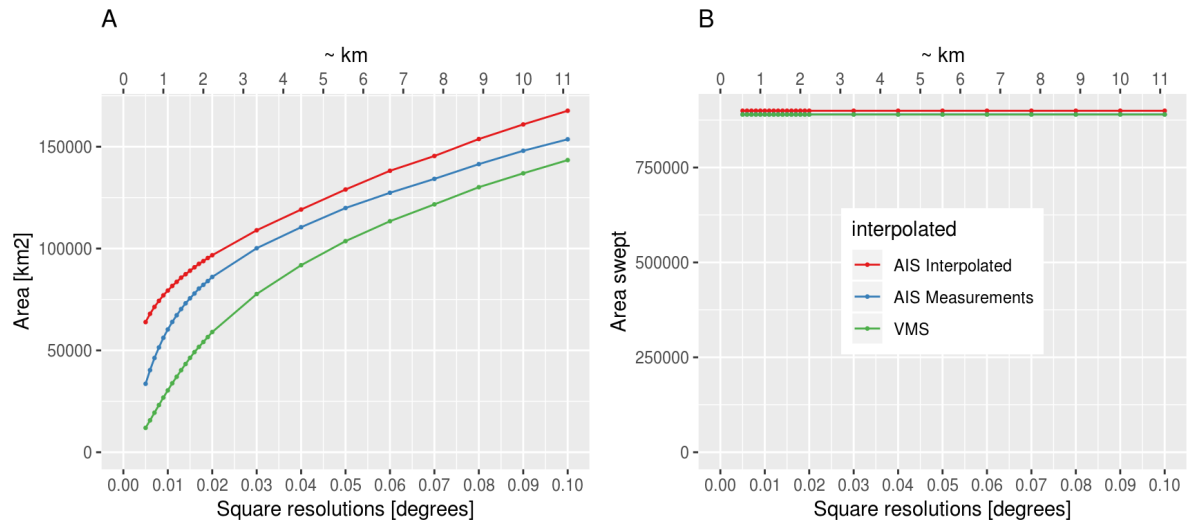 A
~ km
0 1 2 3 4 5 6 7 8 9 10 11
Area [km2]
150000
100000
50000
0
0.00 0.01 0.02 0.03 0.04 0.05 0.06 0.07 0.08 0.09 0.10
Square resolutions [degrees]
B
~ km
0 1 2 3 4 5 6 7 8 9 10 11
Area swept
750000
500000
250000
0
interpolated
AIS Interpolated
AIS Measurements
VMS
0.00 0.01 0.02 0.03 0.04 0.05 0.06 0.07 0.08 0.09 0.10
Square resolutions [degrees]